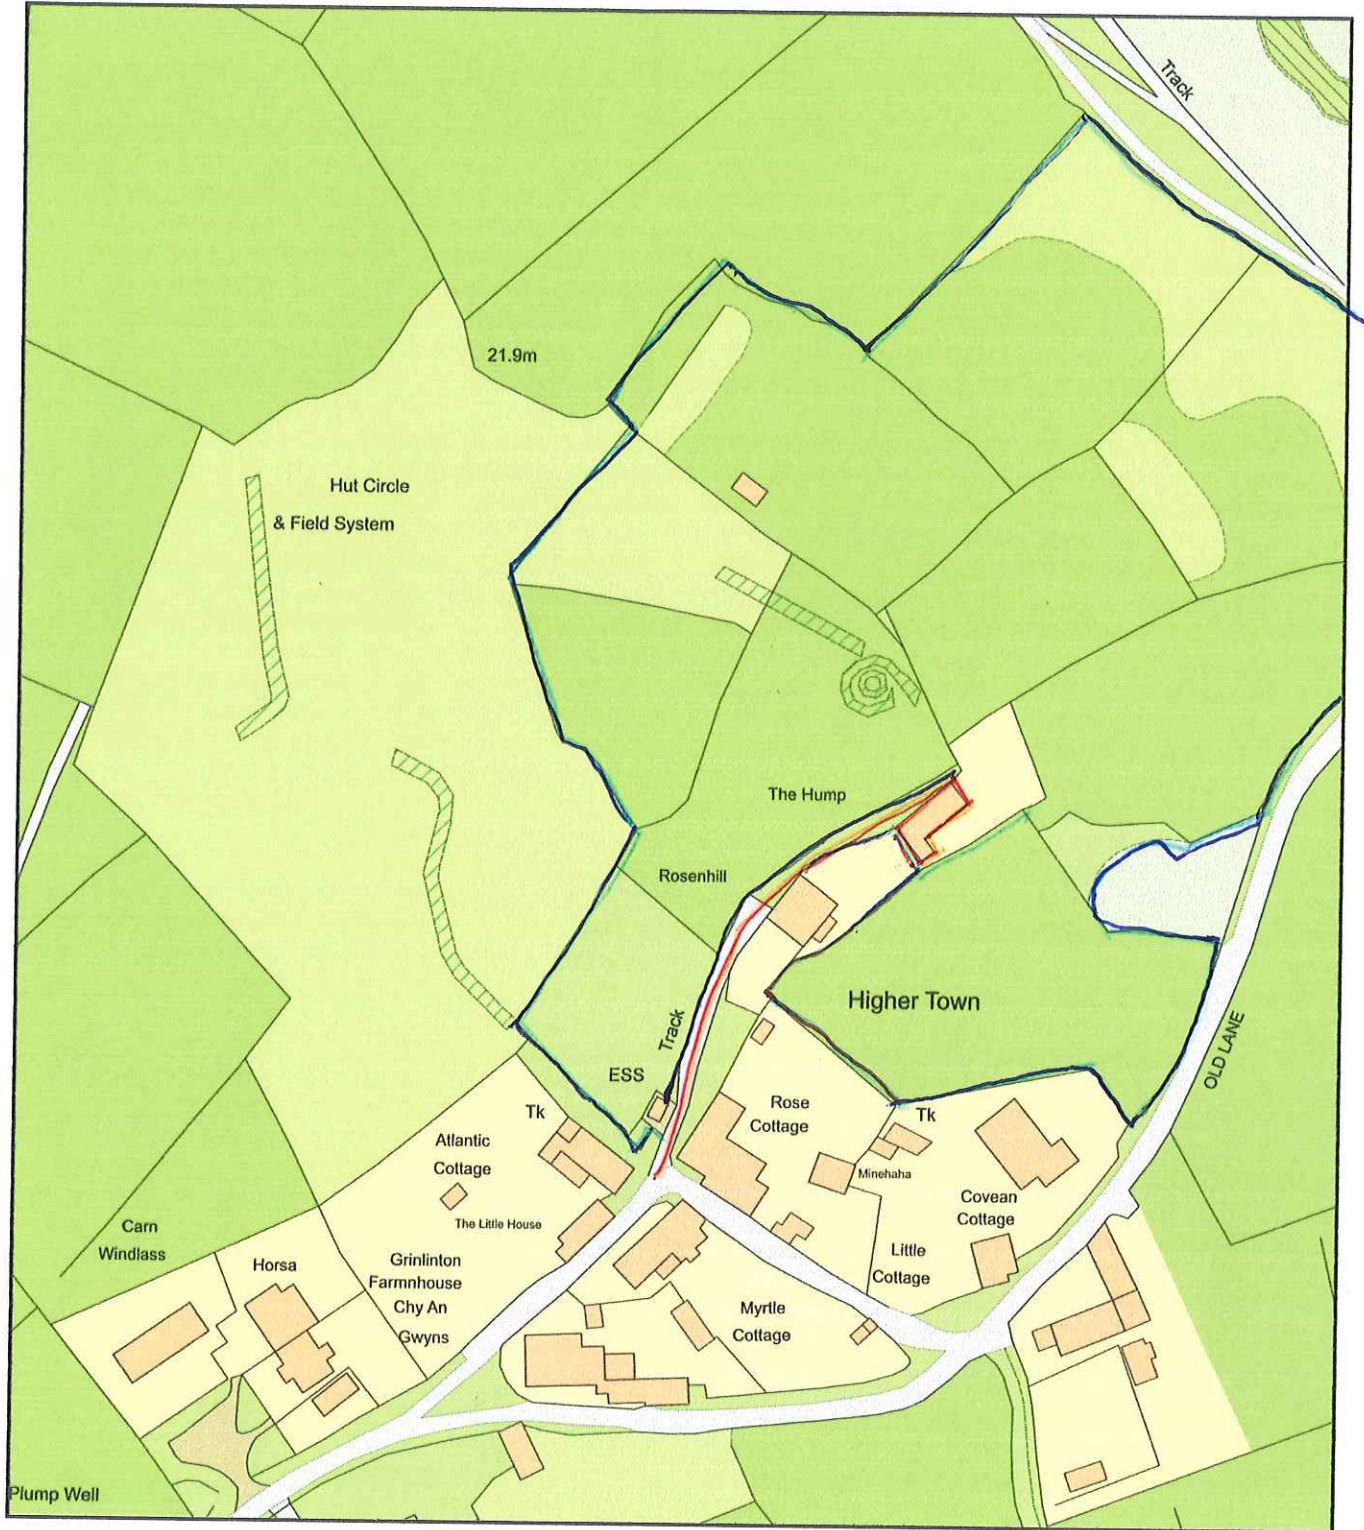 Track
21.9m
Hut Circle
& Field System
The Hump
Rosenhill
Higher Town
Track
OLD LANE
ESS
Tk
Rose
Cottage
Tk
Atlantic
Cottage
Minehaha
Covean
Cottage
The Little House
Carn
Windlass
Horsa
Grinlinton
Farmnhouse
Chy An
Gwyns
Little
Cottage
Myrtle
Cottage
Plump Well